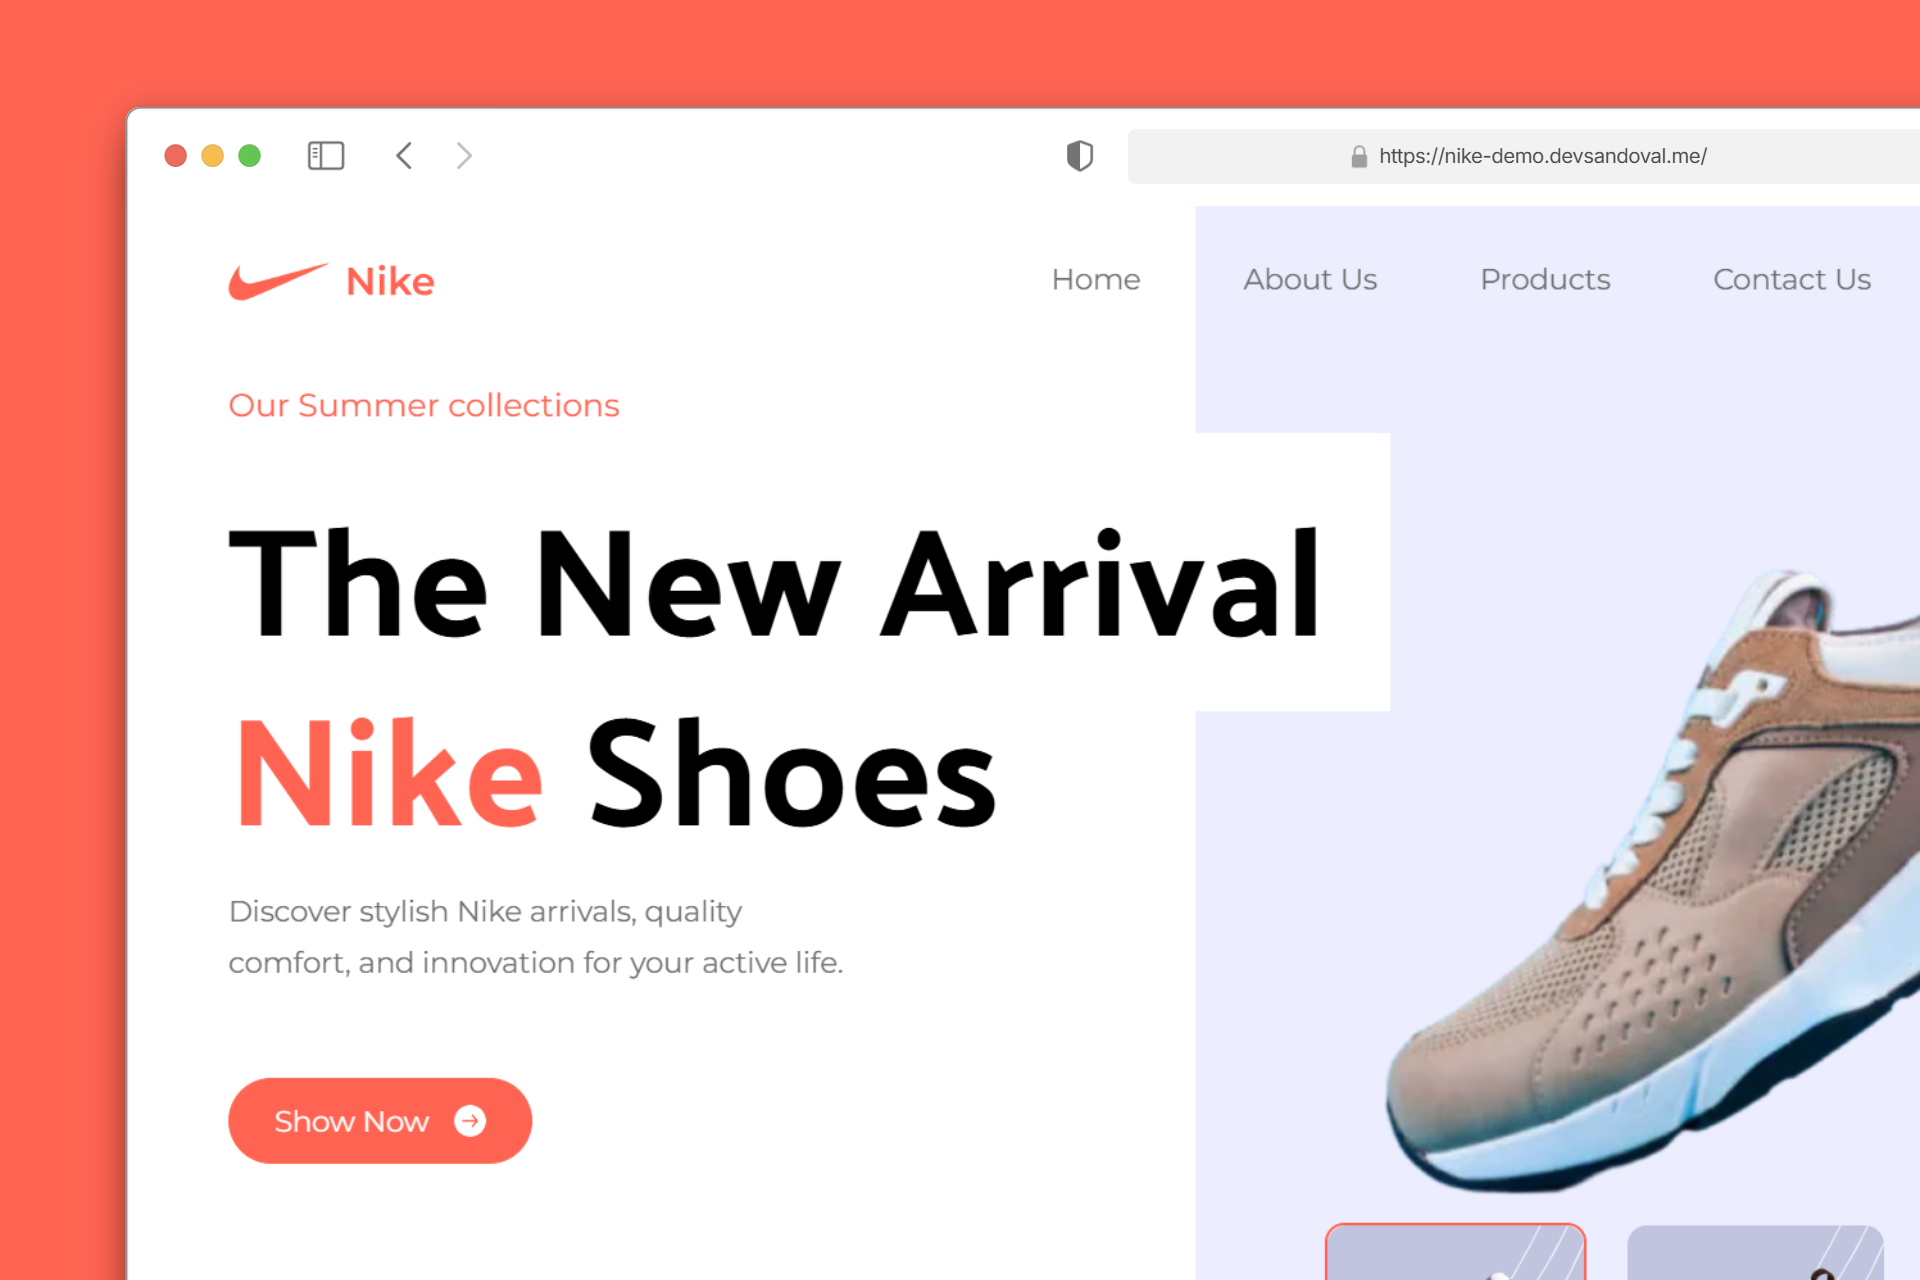 https://nike-demo.devsandoval.me/
Nike
Home
About Us
Products
Contact Us
Our Summer collections
The New Arrival
Nike Shoes
Discover stylish Nike arrivals, quality
comfort, and innovation for your active life.
Show Now